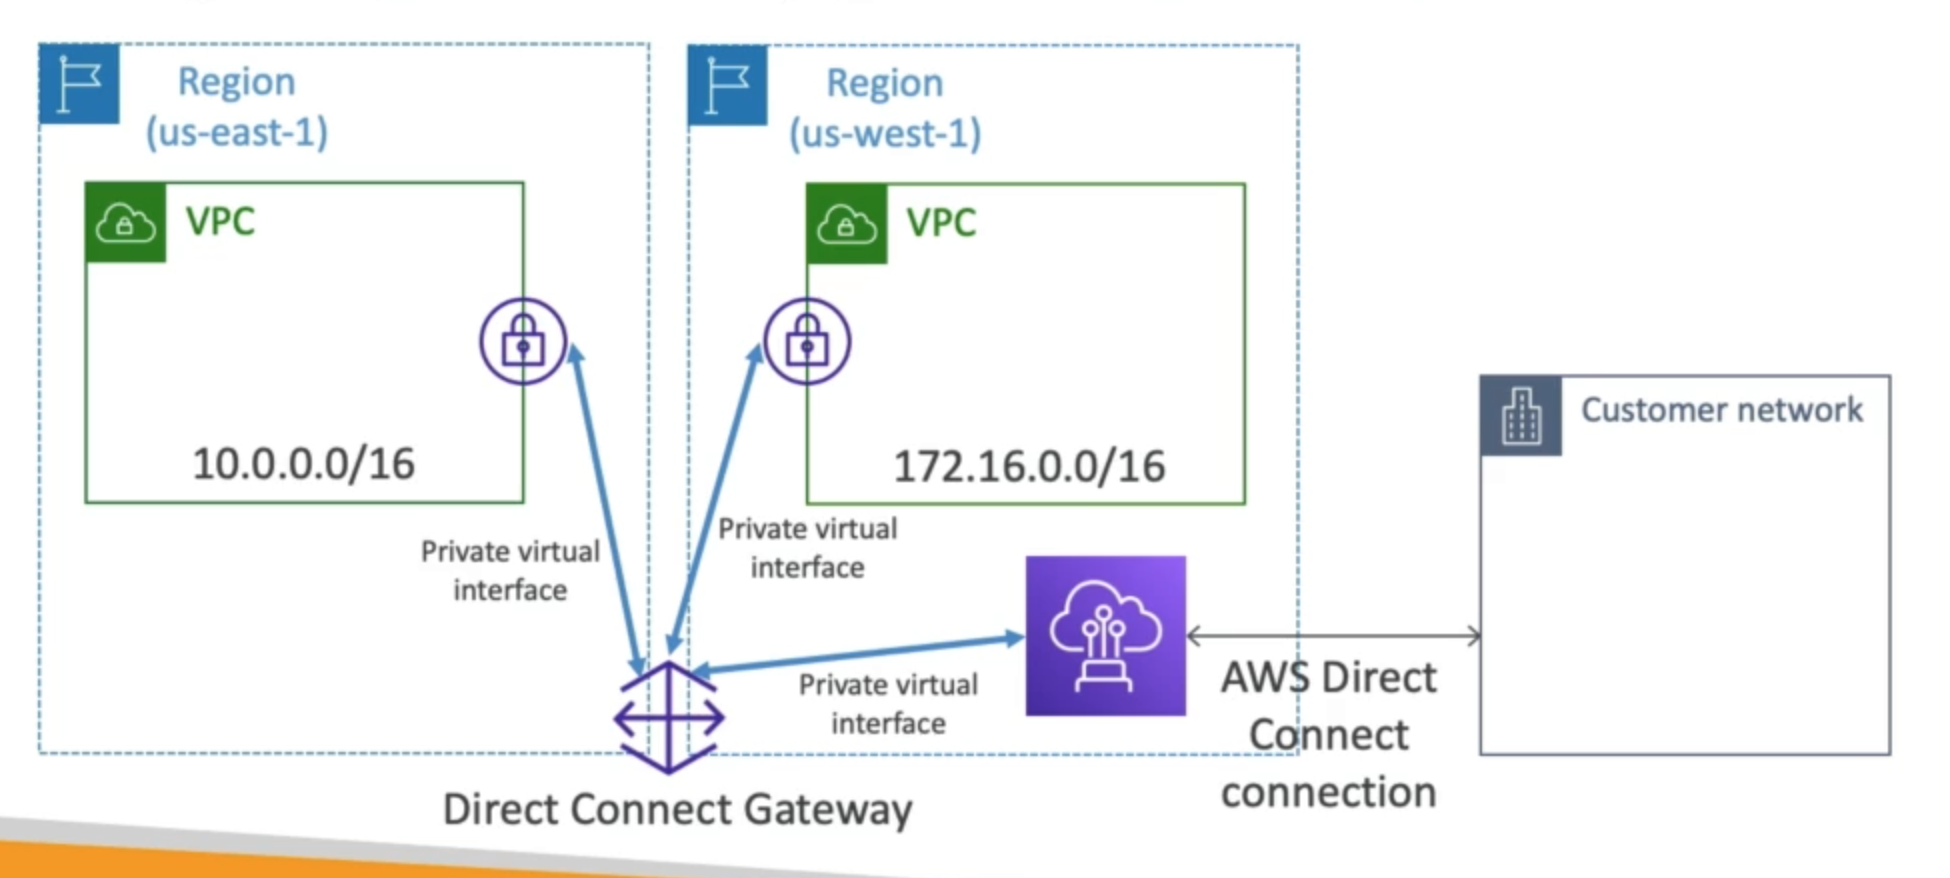 Region
(us-east-1)
VPC
10.0.0.0/16
Region
(us-west-1)
VPC
172.16.0.0/16
Private virtual
interface
Private virtual
interface
Private virtual
interface
Direct Connect Gateway
AWS Direct
Connect
connection
Customer network